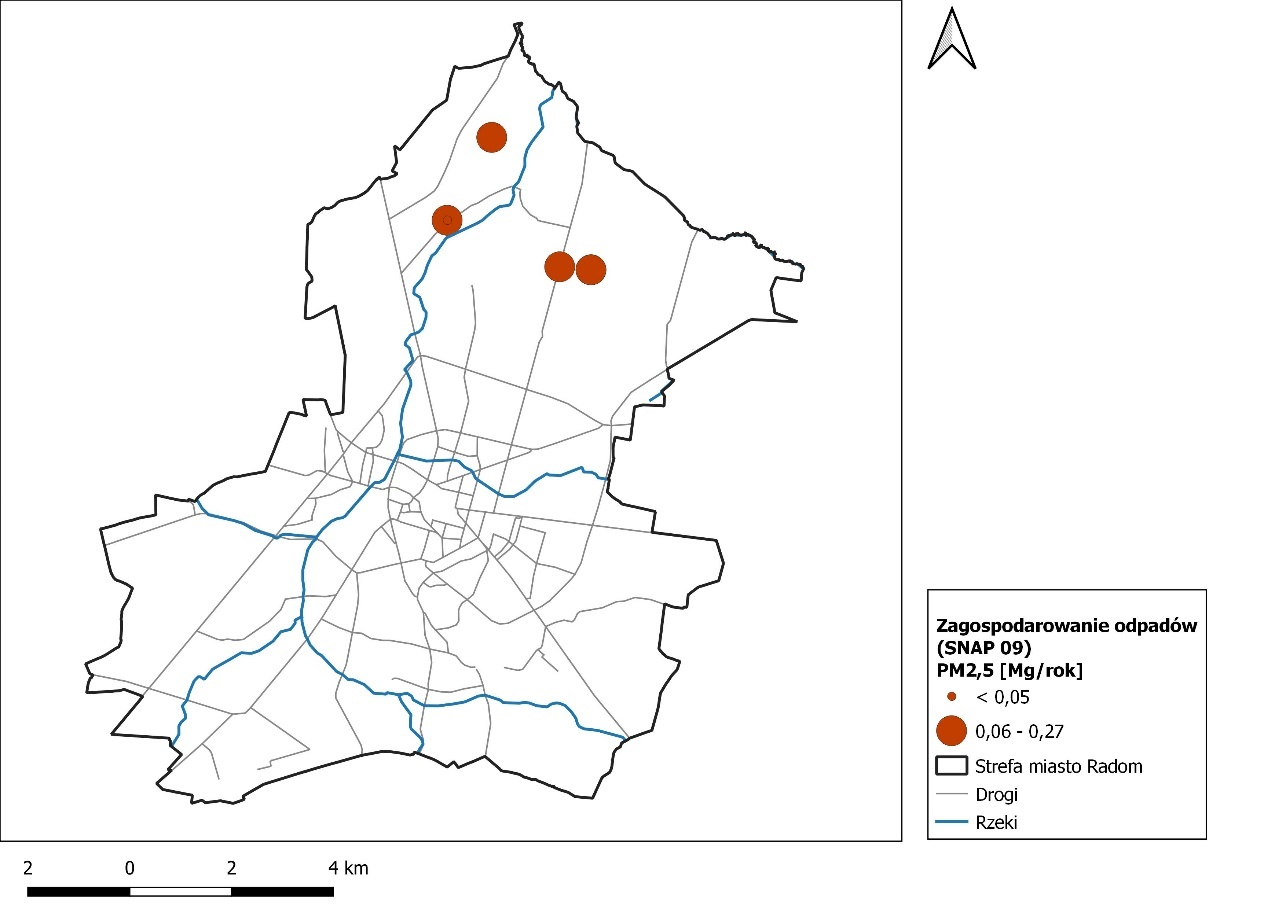 Zagospodarowanie odpadów
(SNAP 09)
PM2,5 [Mg/rok]
< 0,05
0,06 - 0,27
Strefa miasto Radom
Drogi
Rzeki
2 0 2 4 km